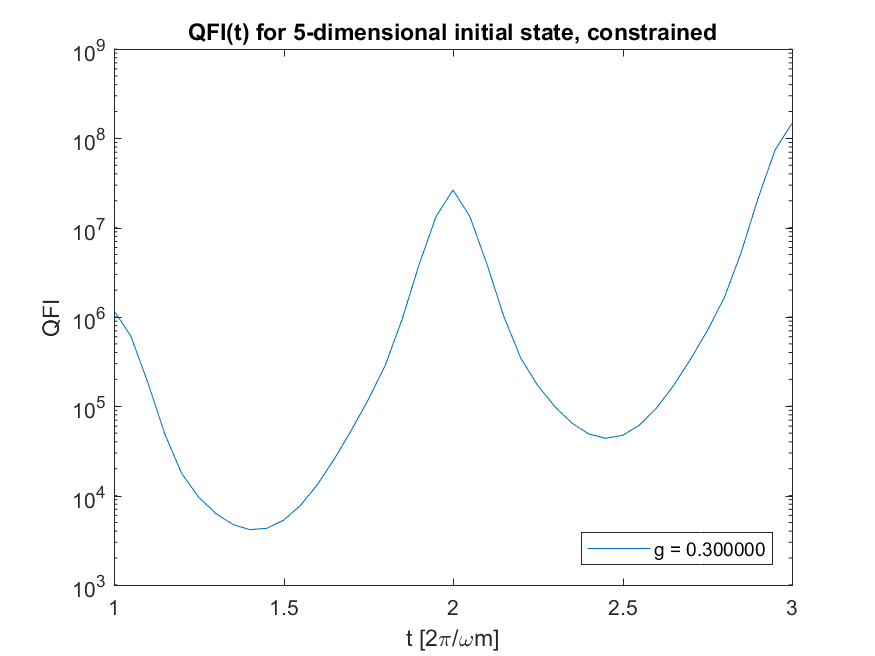 QFI(t) for 5-dimensional initial state, constrained
10^9
10^8
10^7
10^6
10^5
10^4
10^3
QFI
g = 0.300000
1 1.5 2 2.5 3
t [2π/ωm]